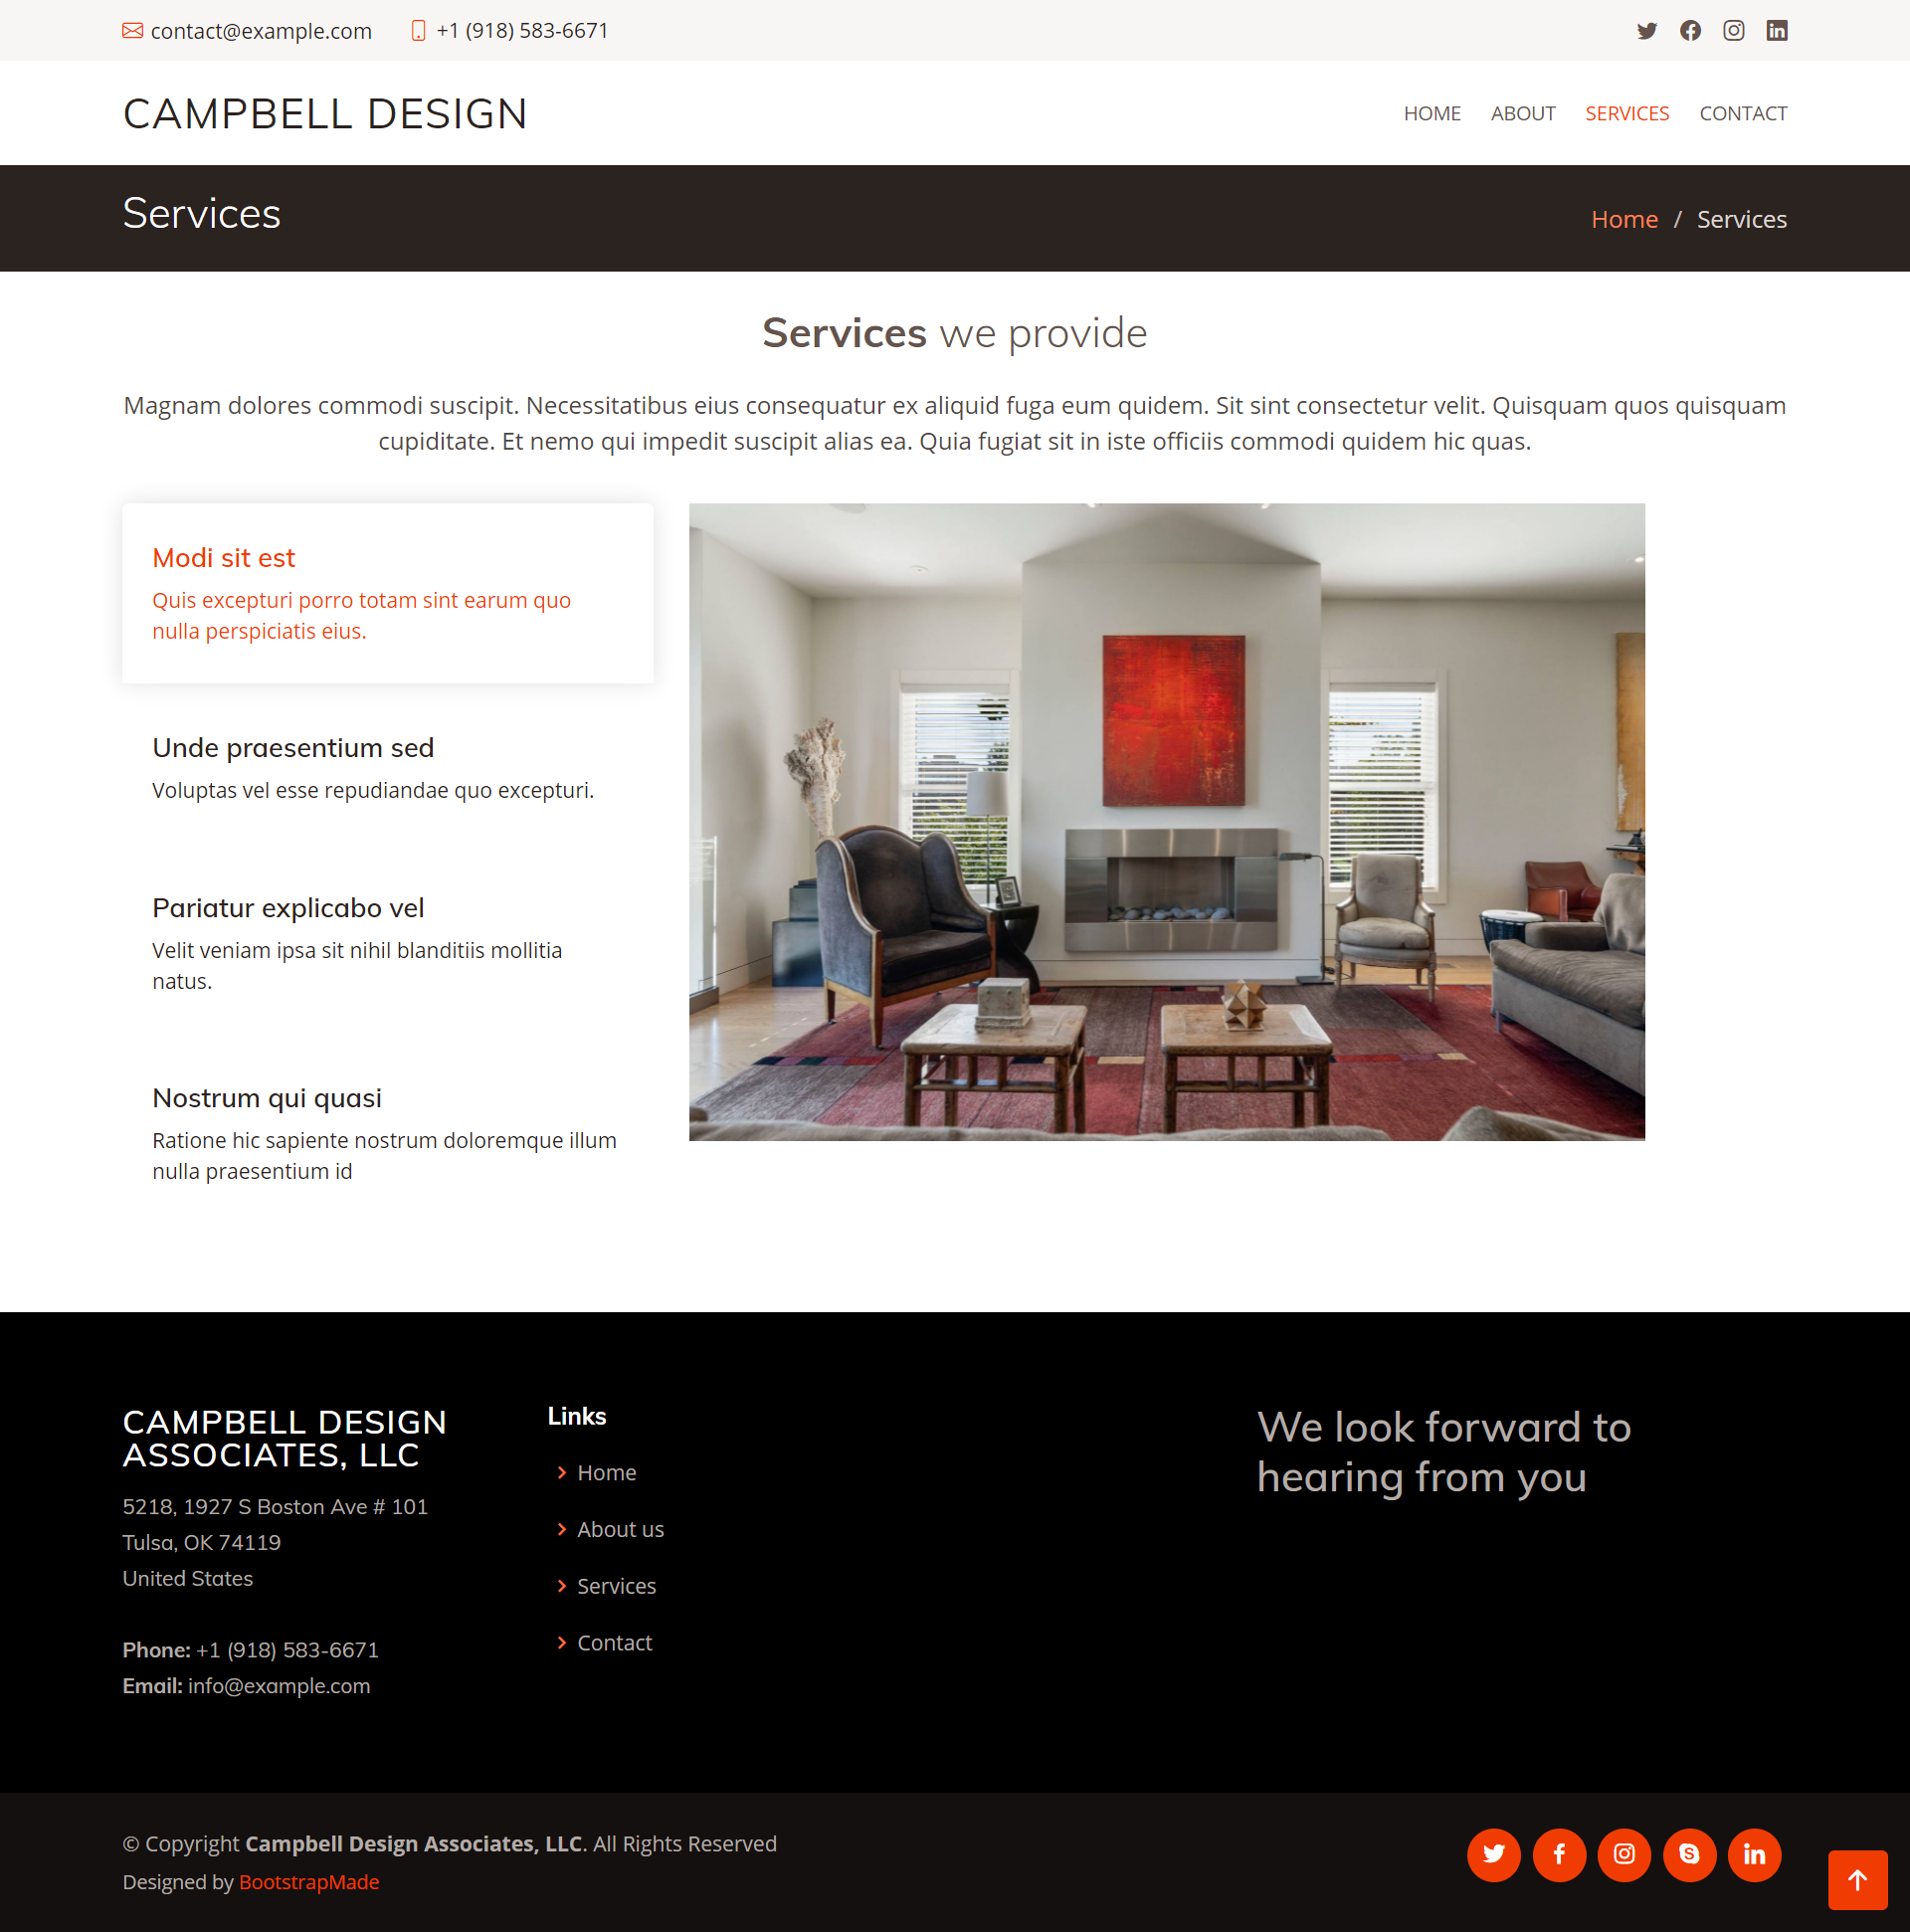 contact@example.com +1 (918) 583-6671
CAMPBELL DESIGN
HOME ABOUT SERVICES CONTACT
Services
Home / Services
Services we provide
Magnam dolores commodi suscipit. Necessitatibus eius consequatur ex aliquid fuga eum quidem. Sit sint consectetur velit. Quisquam quos quisquam
cupiditate. Et nemo qui impedit suscipit alias ea. Quia fugiat sit in iste officiis commodi quidem hic quas.
Modi sit est
Quis excepturi porro totam sint earum quo
nulla perspiciatis eius.
Unde praesentium sed
Voluptas vel esse repudiandae quo excepturi.
Pariatur explicabo vel
Velit veniam ipsa sit nihil blanditiis mollitia
natus.
Nostrum qui quasi
Ratione hic sapiente nostrum doloremque illum
nulla praesentium id
CAMPBELL DESIGN
ASSOCIATES, LLC
5218, 1927 S Boston Ave # 101
Tulsa, OK 74119
United States
Phone: +1 (918) 583-6671
Email: info@example.com
Links
Home
About us
Services
Contact
We look forward to
hearing from you
© Copyright Campbell Design Associates, LLC. All Rights Reserved
Designed by BootstrapMade